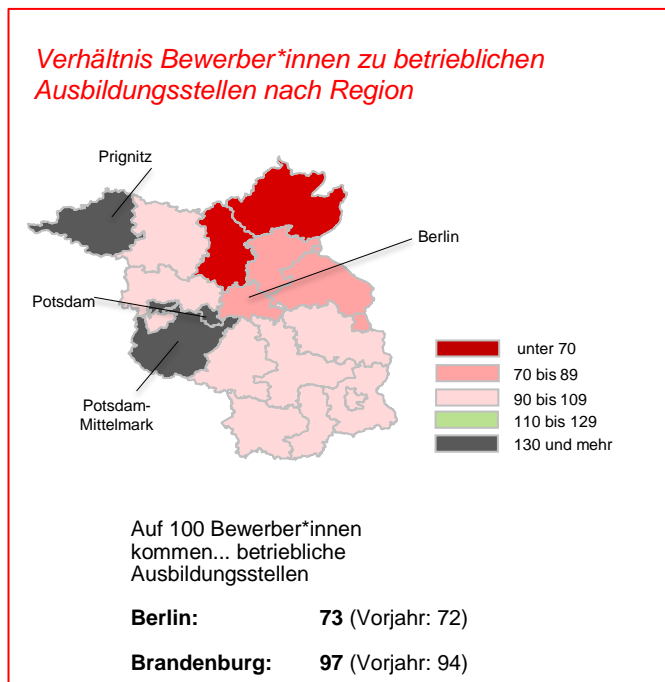 Verhältnis Bewerber*innen zu betrieblichen
Ausbildungsstellen nach Region
Prignitz
Berlin
Potsdam
Potsdam-
Mittelmark
unter 70
70 bis 89
90 bis 109
110 bis 129
130 und mehr
Auf 100 Bewerber*innen
kommen... betriebliche
Ausbildungsstellen
Berlin: 73 (Vorjahr: 72)
Brandenburg: 97 (Vorjahr: 94)